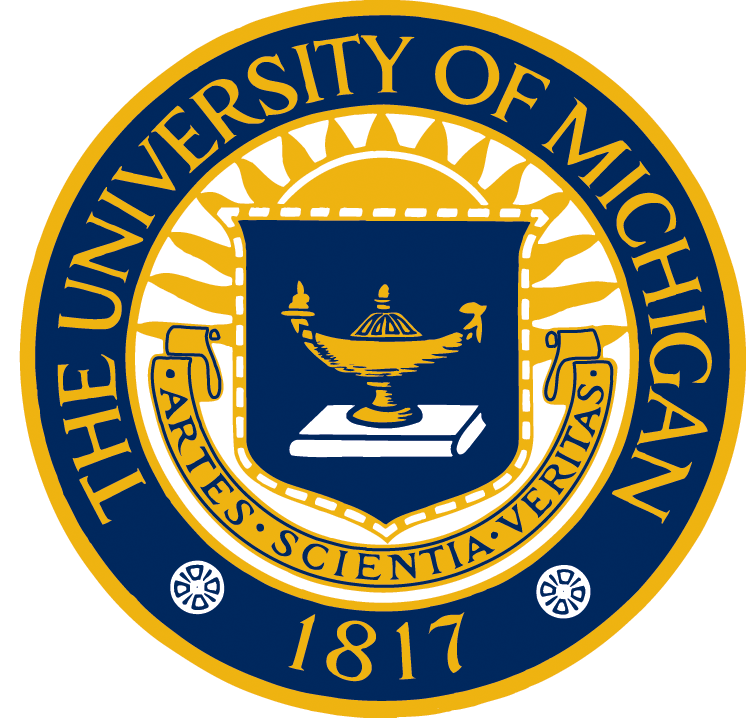 THE UNIVERSITY OF MICHIGAN
ARTES · SCIENTIA · VERITAS
1817